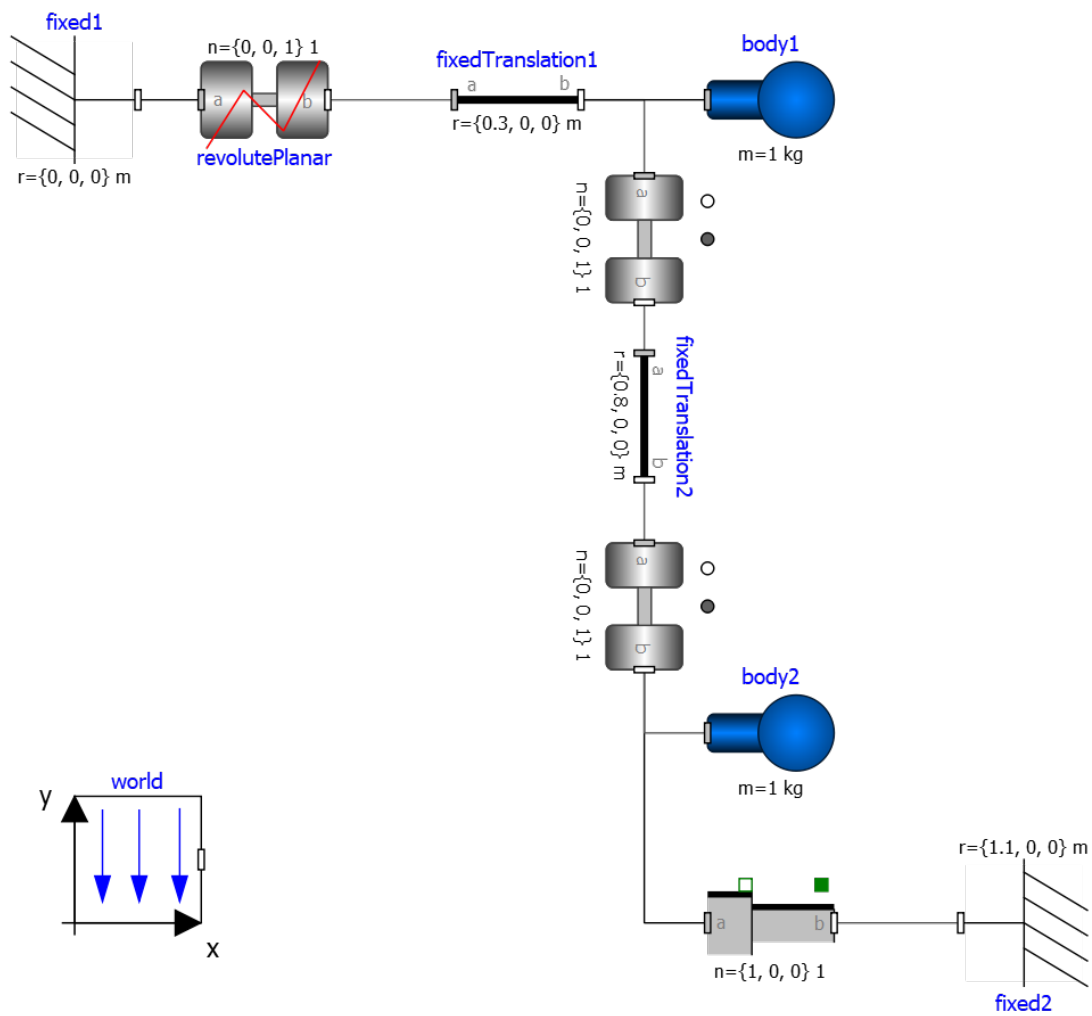 fixed1
n={0, 0, 1} 1
a
b
revolutePlanar
r={0, 0, 0} m
fixedTranslation1
a
b
r={0.3, 0, 0} m
body1
m=1 kg
n={0, 0, 1} 1
a
b
fixedTranslation2
r={0.8, 0, 0} m
a
b
n={0, 0, 1} 1
a
b
body2
m=1 kg
world
y
x
r={1.1, 0, 0} m
a
b
n={1, 0, 0} 1
fixed2